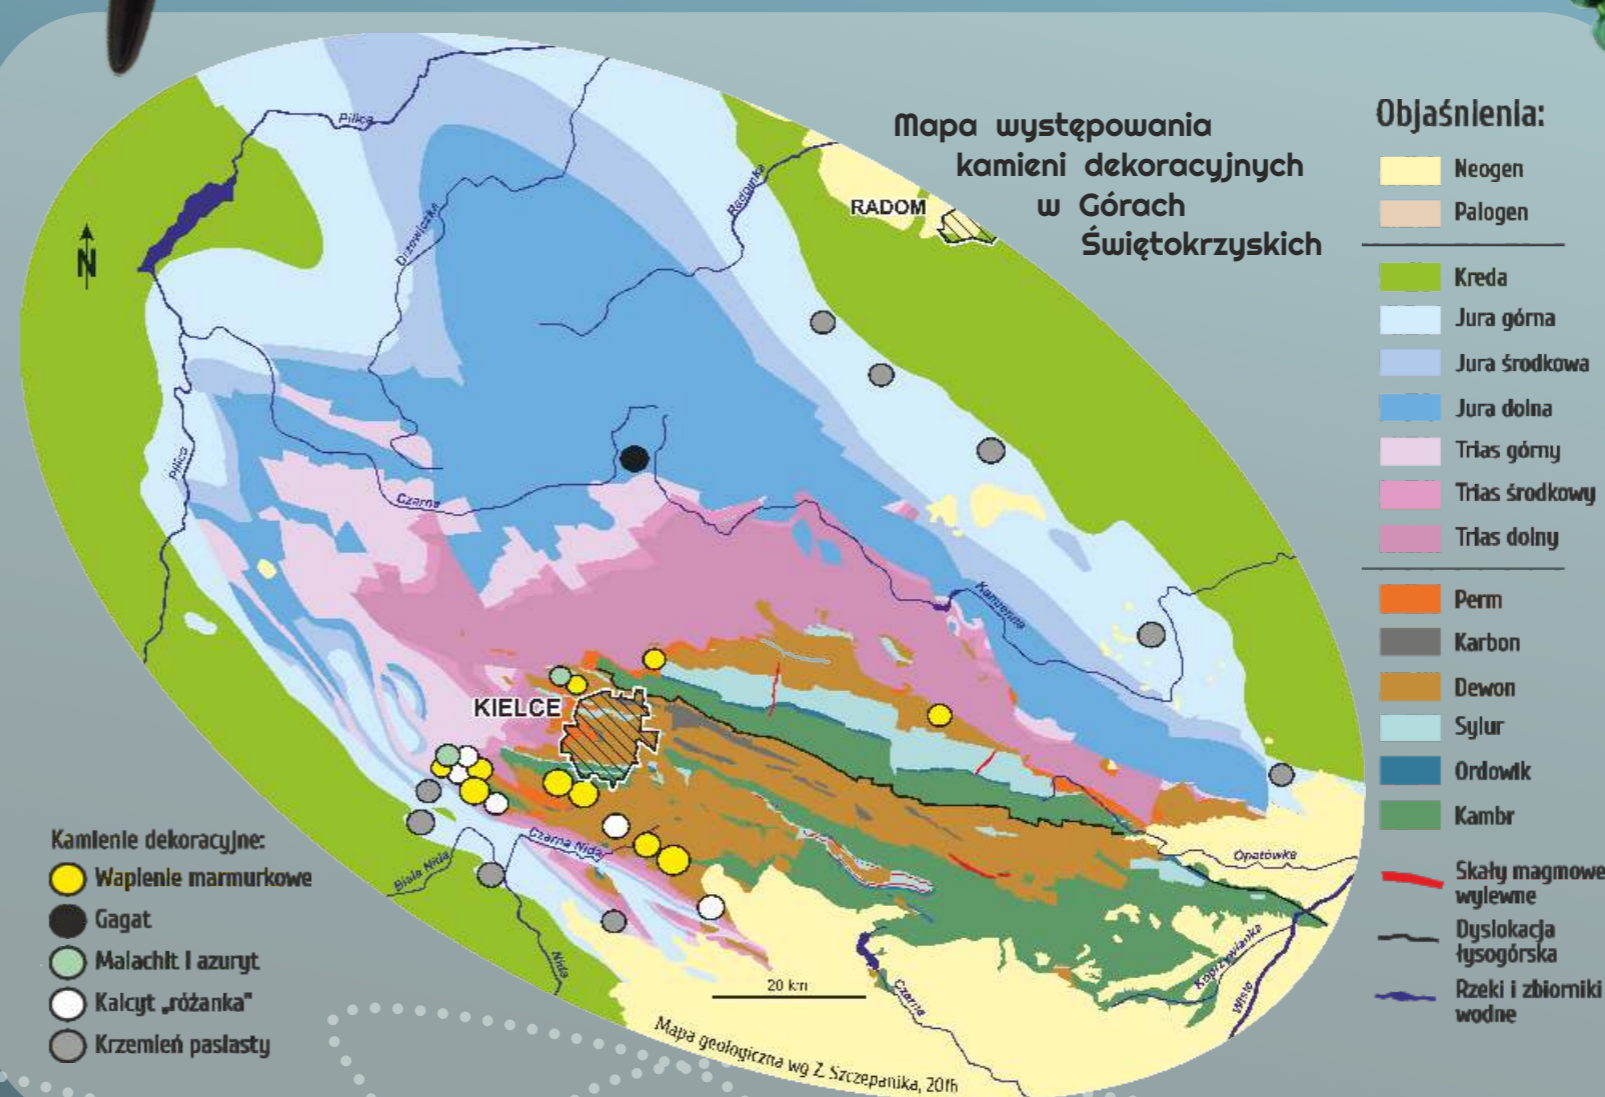 Mapa występowania
kamieni dekoracyjnych
w Górach
Świętokrzyskich
Objaśnienia:
Neogen
Palogen
Kreda
Jura górna
Jura środkowa
Jura dolna
Trias górny
Trias środkowy
Trias dolny
Perm
Karbon
Dewon
Sylur
Ordowik
Kambr
Skały magmowe
wylewne
Dyslokacja
łysogórska
Rzeki i zbiorniki
wodne
N
Pilica
Drzewiczka
Radomka
RADOM
Pilica
Czarna
Kamienna
KIELCE
Czarna Nida
Biała Nida
Nida
Opatówka
Koprzywianka
Wisła
Czarna
20 km
Mapa geologiczna wg Z. Szczepanika, 20
Kamienie dekoracyjne:
Wapienie marmurkowe
Gagat
Malachit i azuryt
Kalcyt „różanka"
Krzemień pasiasty